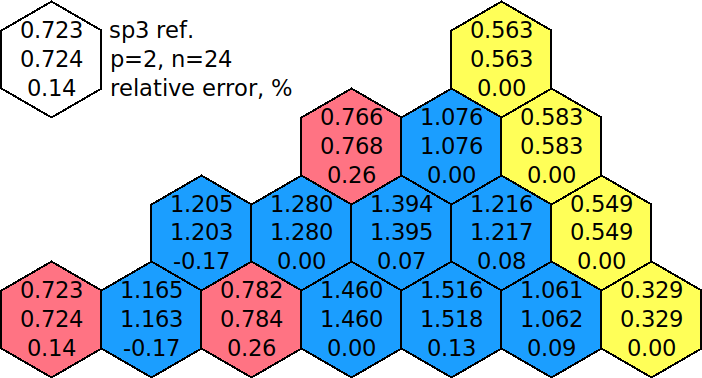 0.723 sp3 ref.
0.724 p=2, n=24
0.14 relative error, %
0.563
0.563
0.00
0.766 1.076 0.583
0.768 1.076 0.583
0.26 0.00 0.00
1.205 1.280 1.394 1.216 0.549
1.203 1.280 1.395 1.217 0.549
-0.17 0.00 0.07 0.08 0.00
0.723 1.165 0.782 1.460 1.516 1.061 0.329
0.724 1.163 0.784 1.460 1.518 1.062 0.329
0.14 -0.17 0.26 0.00 0.13 0.09 0.00